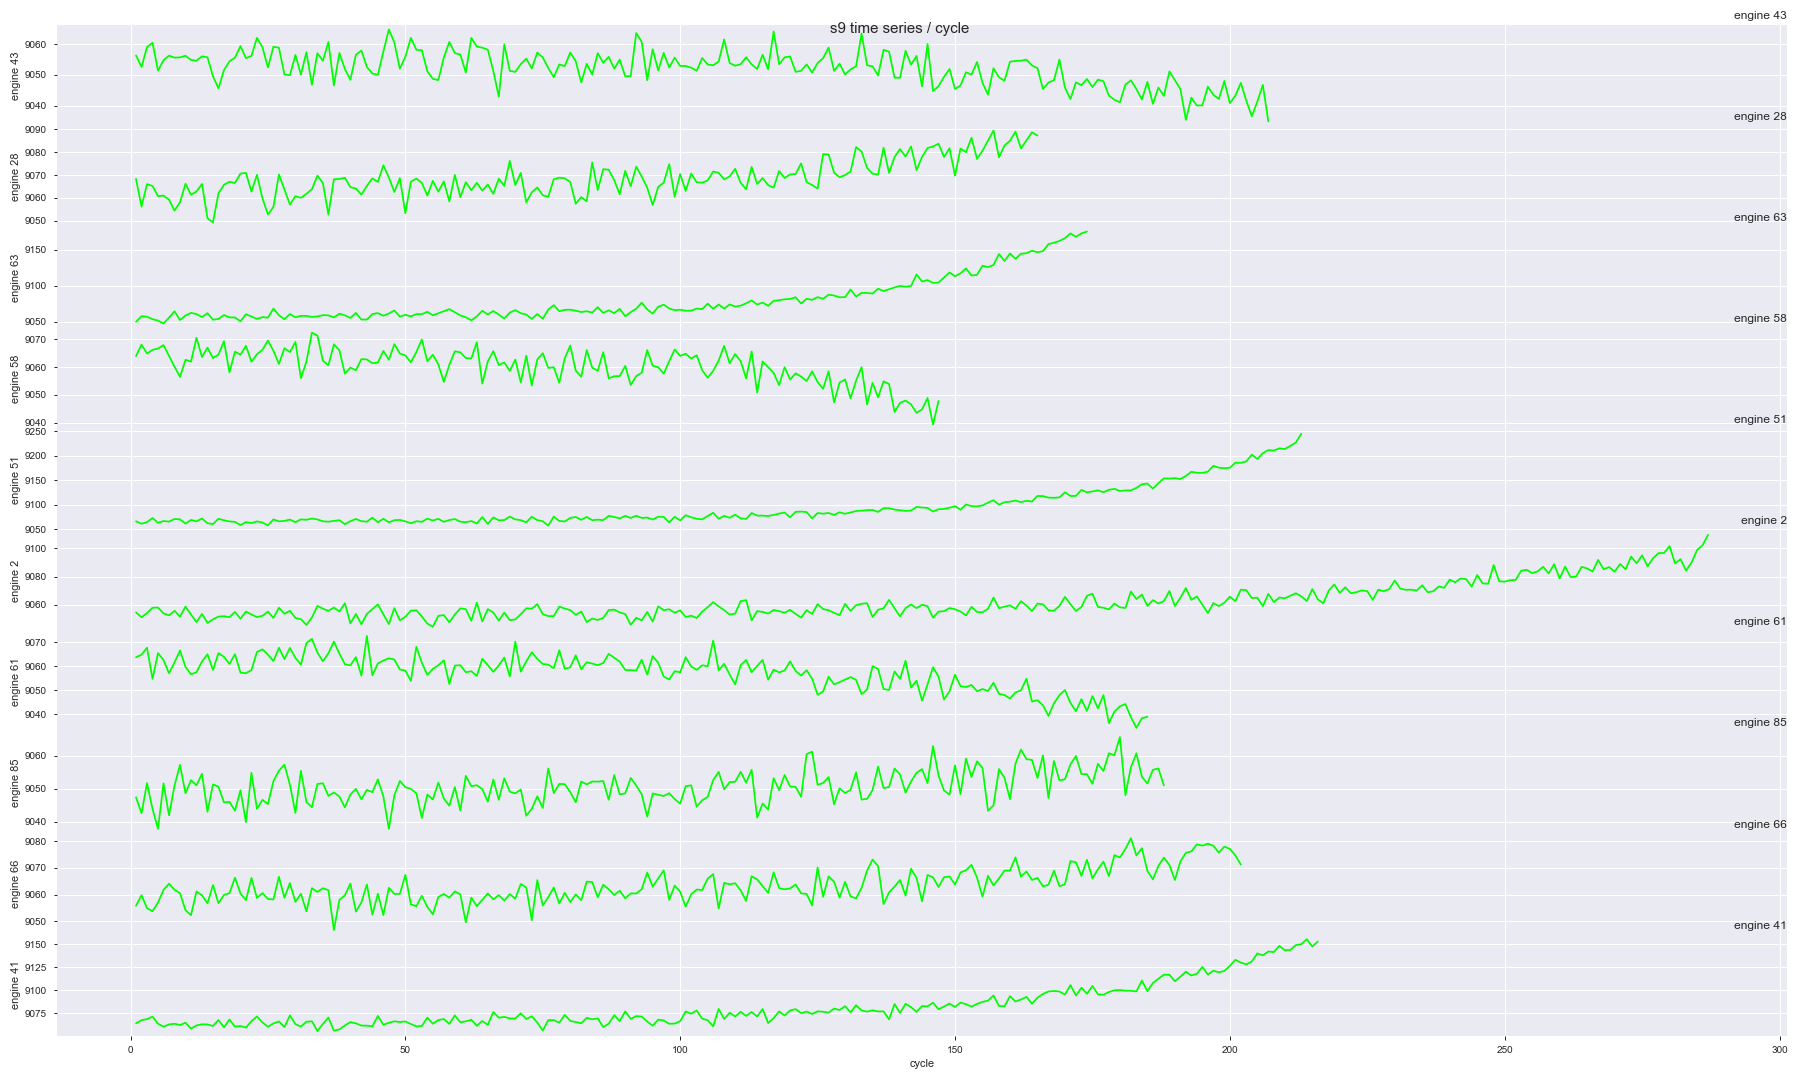 s9 time series / cycle
engine 43
engine 43
9060
9050
9040
engine 28
engine 28
9090
9080
9070
9060
9050
engine 63
engine 63
9150
9100
9050
engine 58
engine 58
9070
9060
9050
9040
engine 51
engine 51
9250
9200
9150
9100
9050
engine 2
engine 2
9100
9080
9060
engine 61
engine 61
9070
9060
9050
9040
engine 85
engine 85
9060
9050
9040
engine 66
engine 66
9080
9070
9060
9050
engine 41
engine 41
9150
9125
9100
9075
0 50 100 150 200 250 300
cycle